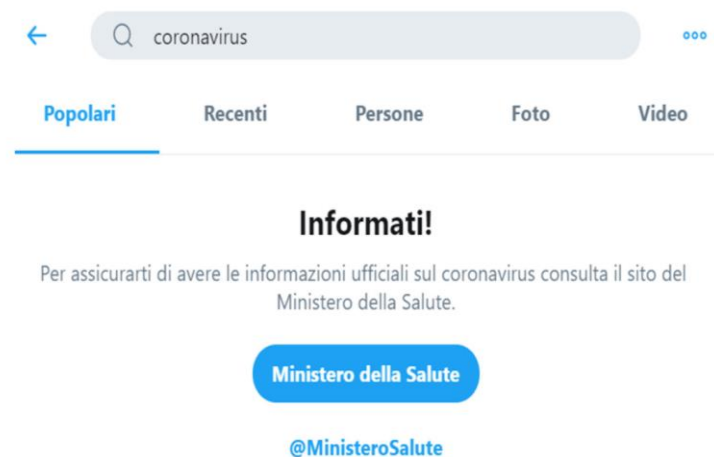 coronavirus
Popolari Recenti Persone Foto Video
Informati!
Per assicurarti di avere le informazioni ufficiali sul coronavirus consulta il sito del
Ministero della Salute.
Ministero della Salute
@MinisteroSalute